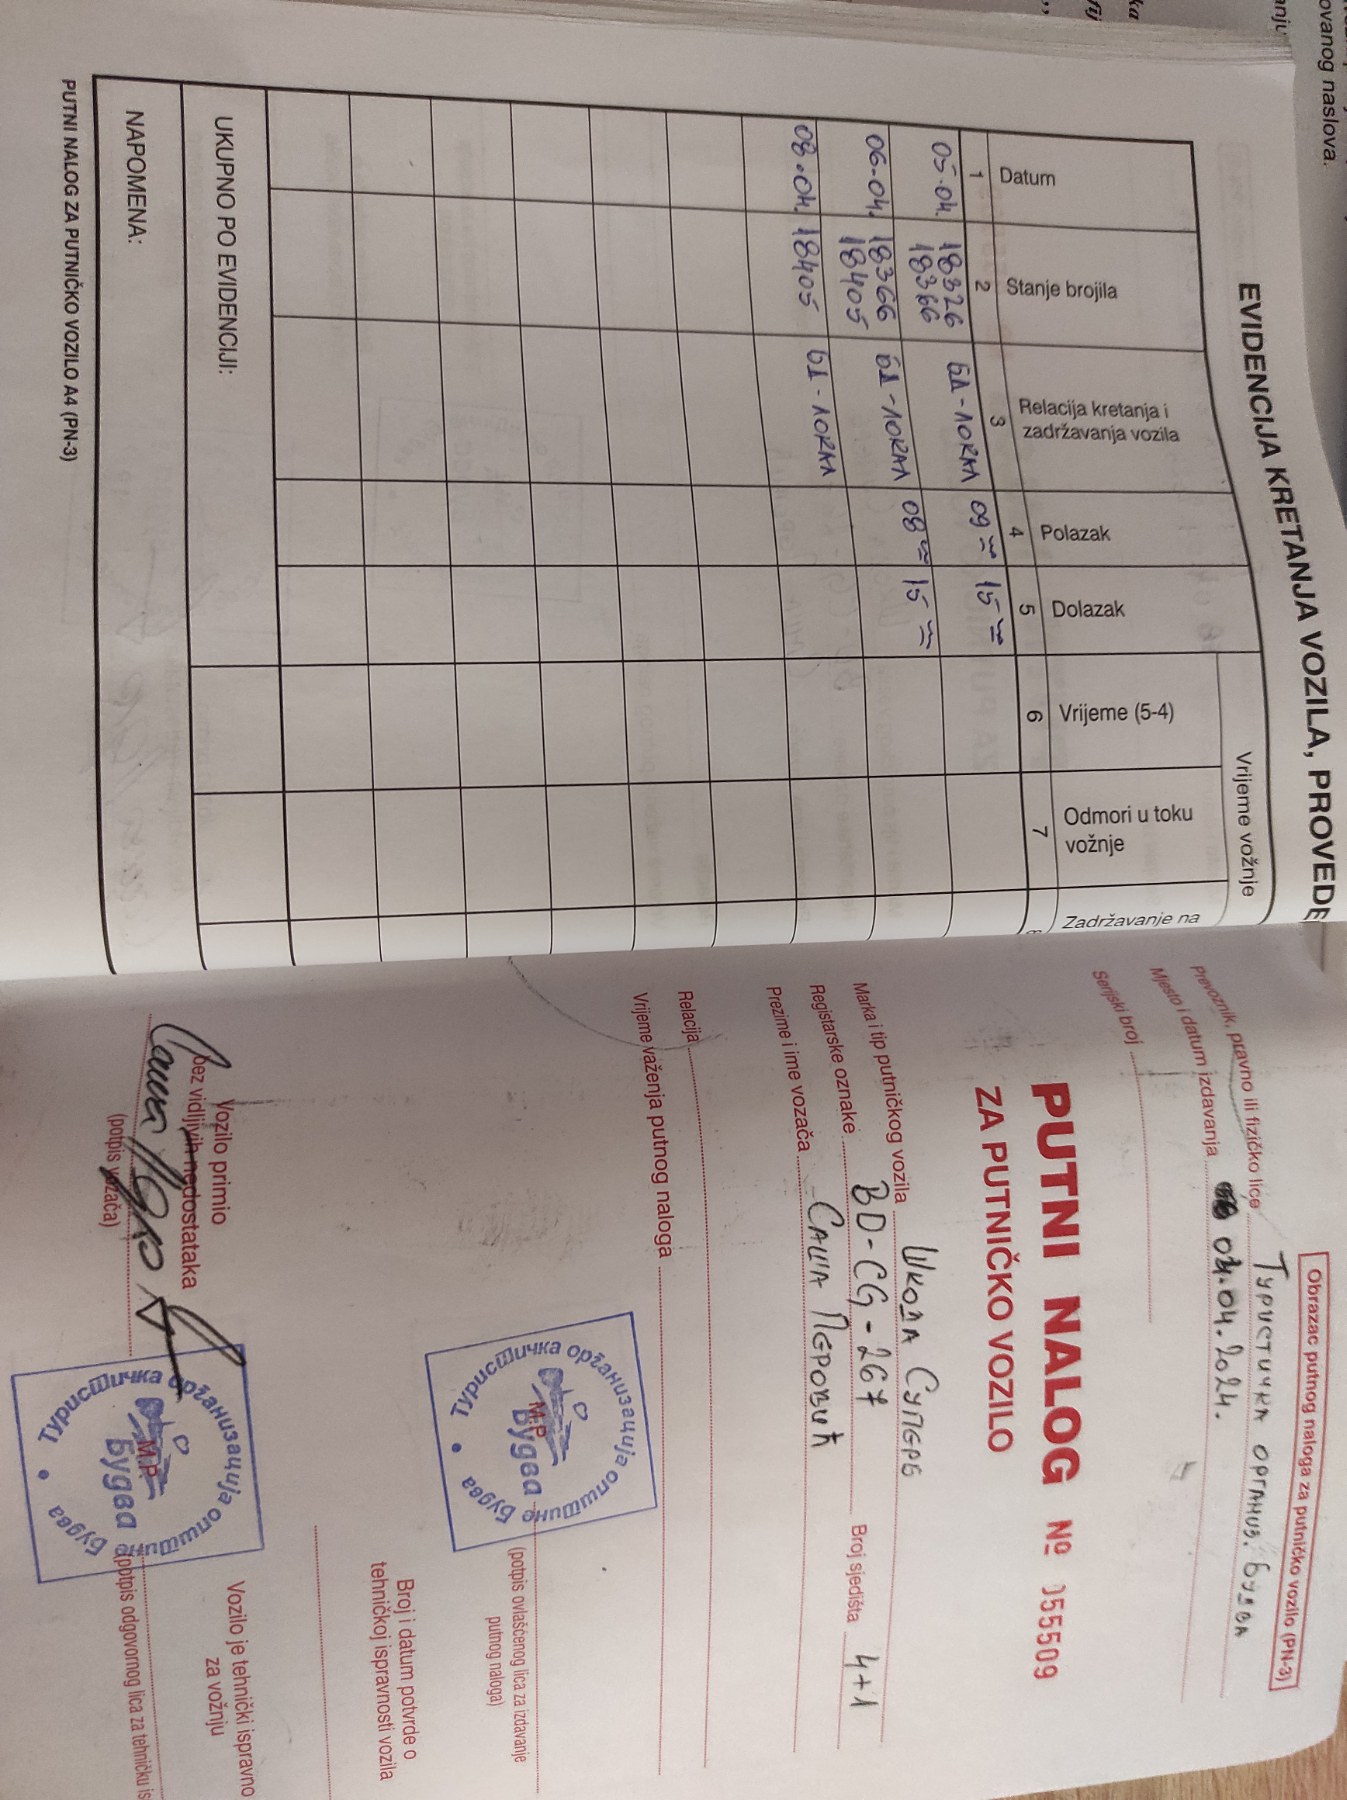 ovanog naslova.
EVIDENCIJA KRETANJA VOZILA, PROVEDE
Datum
Stanje brojila
Relacija kretanja i
zadržavanja vozila
Polazak
Dolazak
Vrijeme vožnje
Vrijeme (5-4)
Odmori u toku
vožnje
Zadržavanje na
1 2 3 4 5 6 7
05.04. 18326 БД-ЛОКАЛ 09 15
18366
06.04. 18366 БД-ЛОКАЛ 08 15
18405
08.04. 18405 БД-ЛОКАЛ
UKUPNO PO EVIDENCIJI:
NAPOMENA:
PUTNI NALOG ZA PUTNIČKO VOZILO A4 (PN-3)
Obrazac putnog naloga za putničko vozilo (PN-3)
Prevoznik, pravno ili fizičko lice ТУРИСТИЧКА ОРГАНИЗ. БУДВА
Mjesto i datum izdavanja 04.04.2024.
Serijski broj
PUTNI NALOG № 055509
ZA PUTNIČKO VOZILO
Marka i tip putničkog vozila ШКОДА СУПЕРБ
Registarske oznake BD-CG-267 Broj sjedišta 4+1
Prezime i ime vozača САША ПЕРОВИЋ
Relacija
Vrijeme važenja putnog naloga
Туристичка организација општине Будва
Будва
M.P.
(potpis ovlašćenog lica za izdavanje
putnog naloga)
Broj i datum potvrde o
tehničkoj ispravnosti vozila
Vozilo primio
bez vidljivih nedostataka
(potpis vozača)
Туристичка организација општине Будва
Будва
M.P.
Vozilo je tehnički ispravno
za vožnju
(potpis odgovornog lica za tehničku is